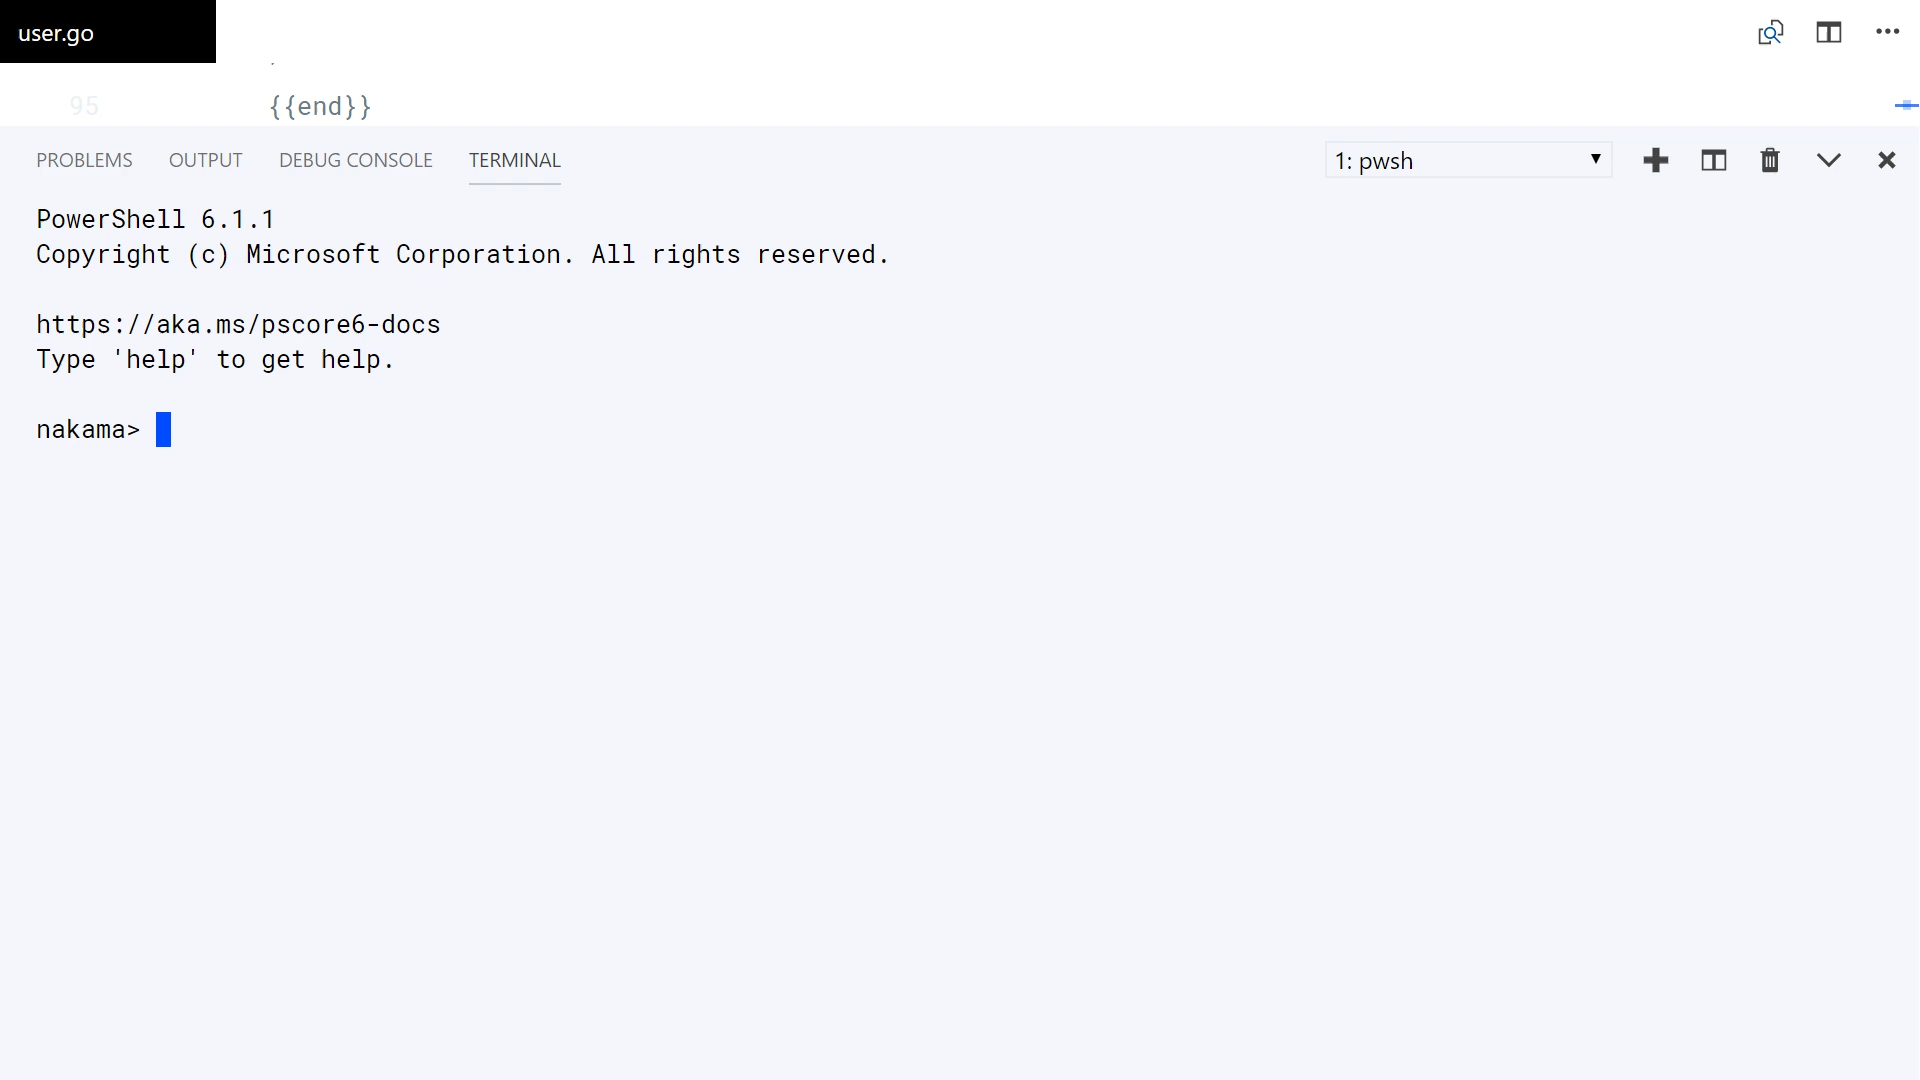 user.go
95 {{end}}
PROBLEMS OUTPUT DEBUG CONSOLE TERMINAL 1: pwsh
PowerShell 6.1.1
Copyright (c) Microsoft Corporation. All rights reserved.
https://aka.ms/pscore6-docs
Type 'help' to get help.
nakama>